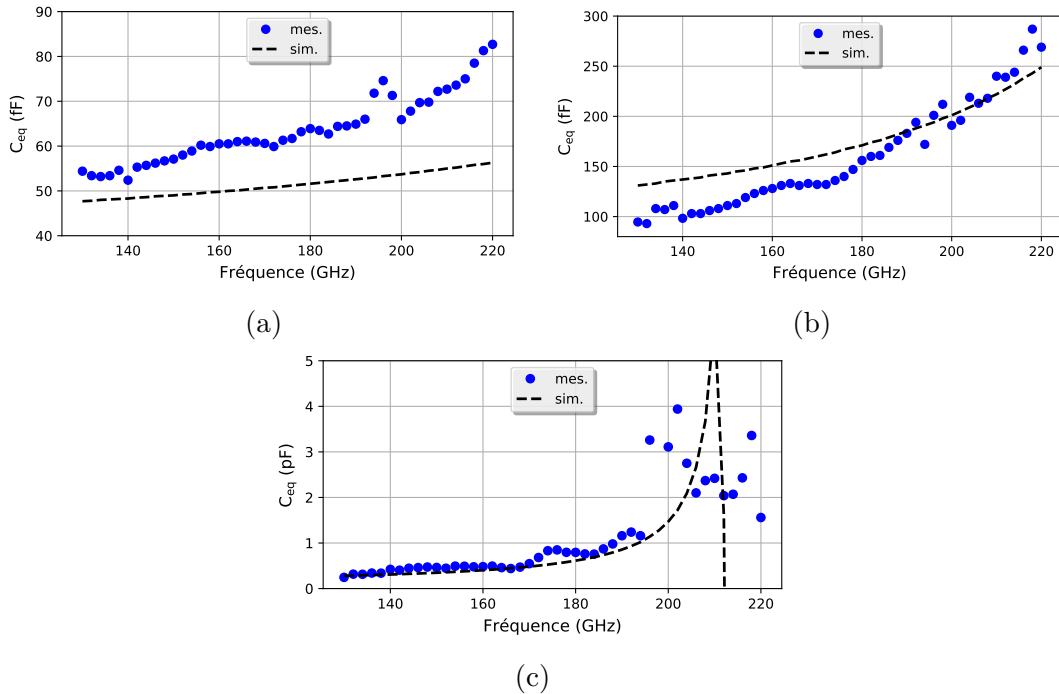 90
80
70
60
50
40
C_eq (fF)
mes.
sim.
140 160 180 200 220
Fréquence (GHz)
(a)
300
250
200
150
100
C_eq (fF)
mes.
sim.
140 160 180 200 220
Fréquence (GHz)
(b)
5
4
3
2
1
0
C_eq (pF)
mes.
sim.
140 160 180 200 220
Fréquence (GHz)
(c)